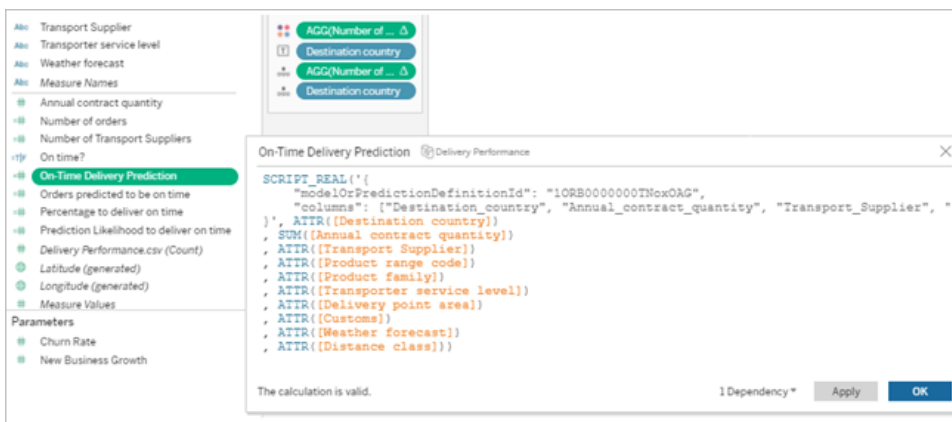 Abc Transport Supplier
Abc Transporter service level
Abc Weather forecast
Abc Measure Names
# Annual contract quantity
=# Number of orders
=# Number of Transport Suppliers
=T|F On time?
=# On-Time Delivery Prediction
=# Orders predicted to be on time
=# Percentage to deliver on time
=# Prediction Likelihood to deliver on time
# Delivery Performance.csv (Count)
Latitude (generated)
Longitude (generated)
# Measure Values
Parameters
# Churn Rate
# New Business Growth
AGG(Number of ... Δ
T Destination country
AGG(Number of ... Δ
Destination country
On-Time Delivery Prediction Delivery Performance
SCRIPT_REAL('{
"modelOrPredictionDefinitionId": "1ORB0000000TNoxOAG",
"columns": ["Destination_country", "Annual_contract_quantity", "Transport_Supplier", "
}', ATTR([Destination country])
, SUM([Annual contract quantity])
, ATTR([Transport Supplier])
, ATTR([Product range code])
, ATTR([Product family])
, ATTR([Transporter service level])
, ATTR([Delivery point area])
, ATTR([Customs])
, ATTR([Weather forecast])
, ATTR([Distance class]))
The calculation is valid.
1 Dependency
Apply
OK